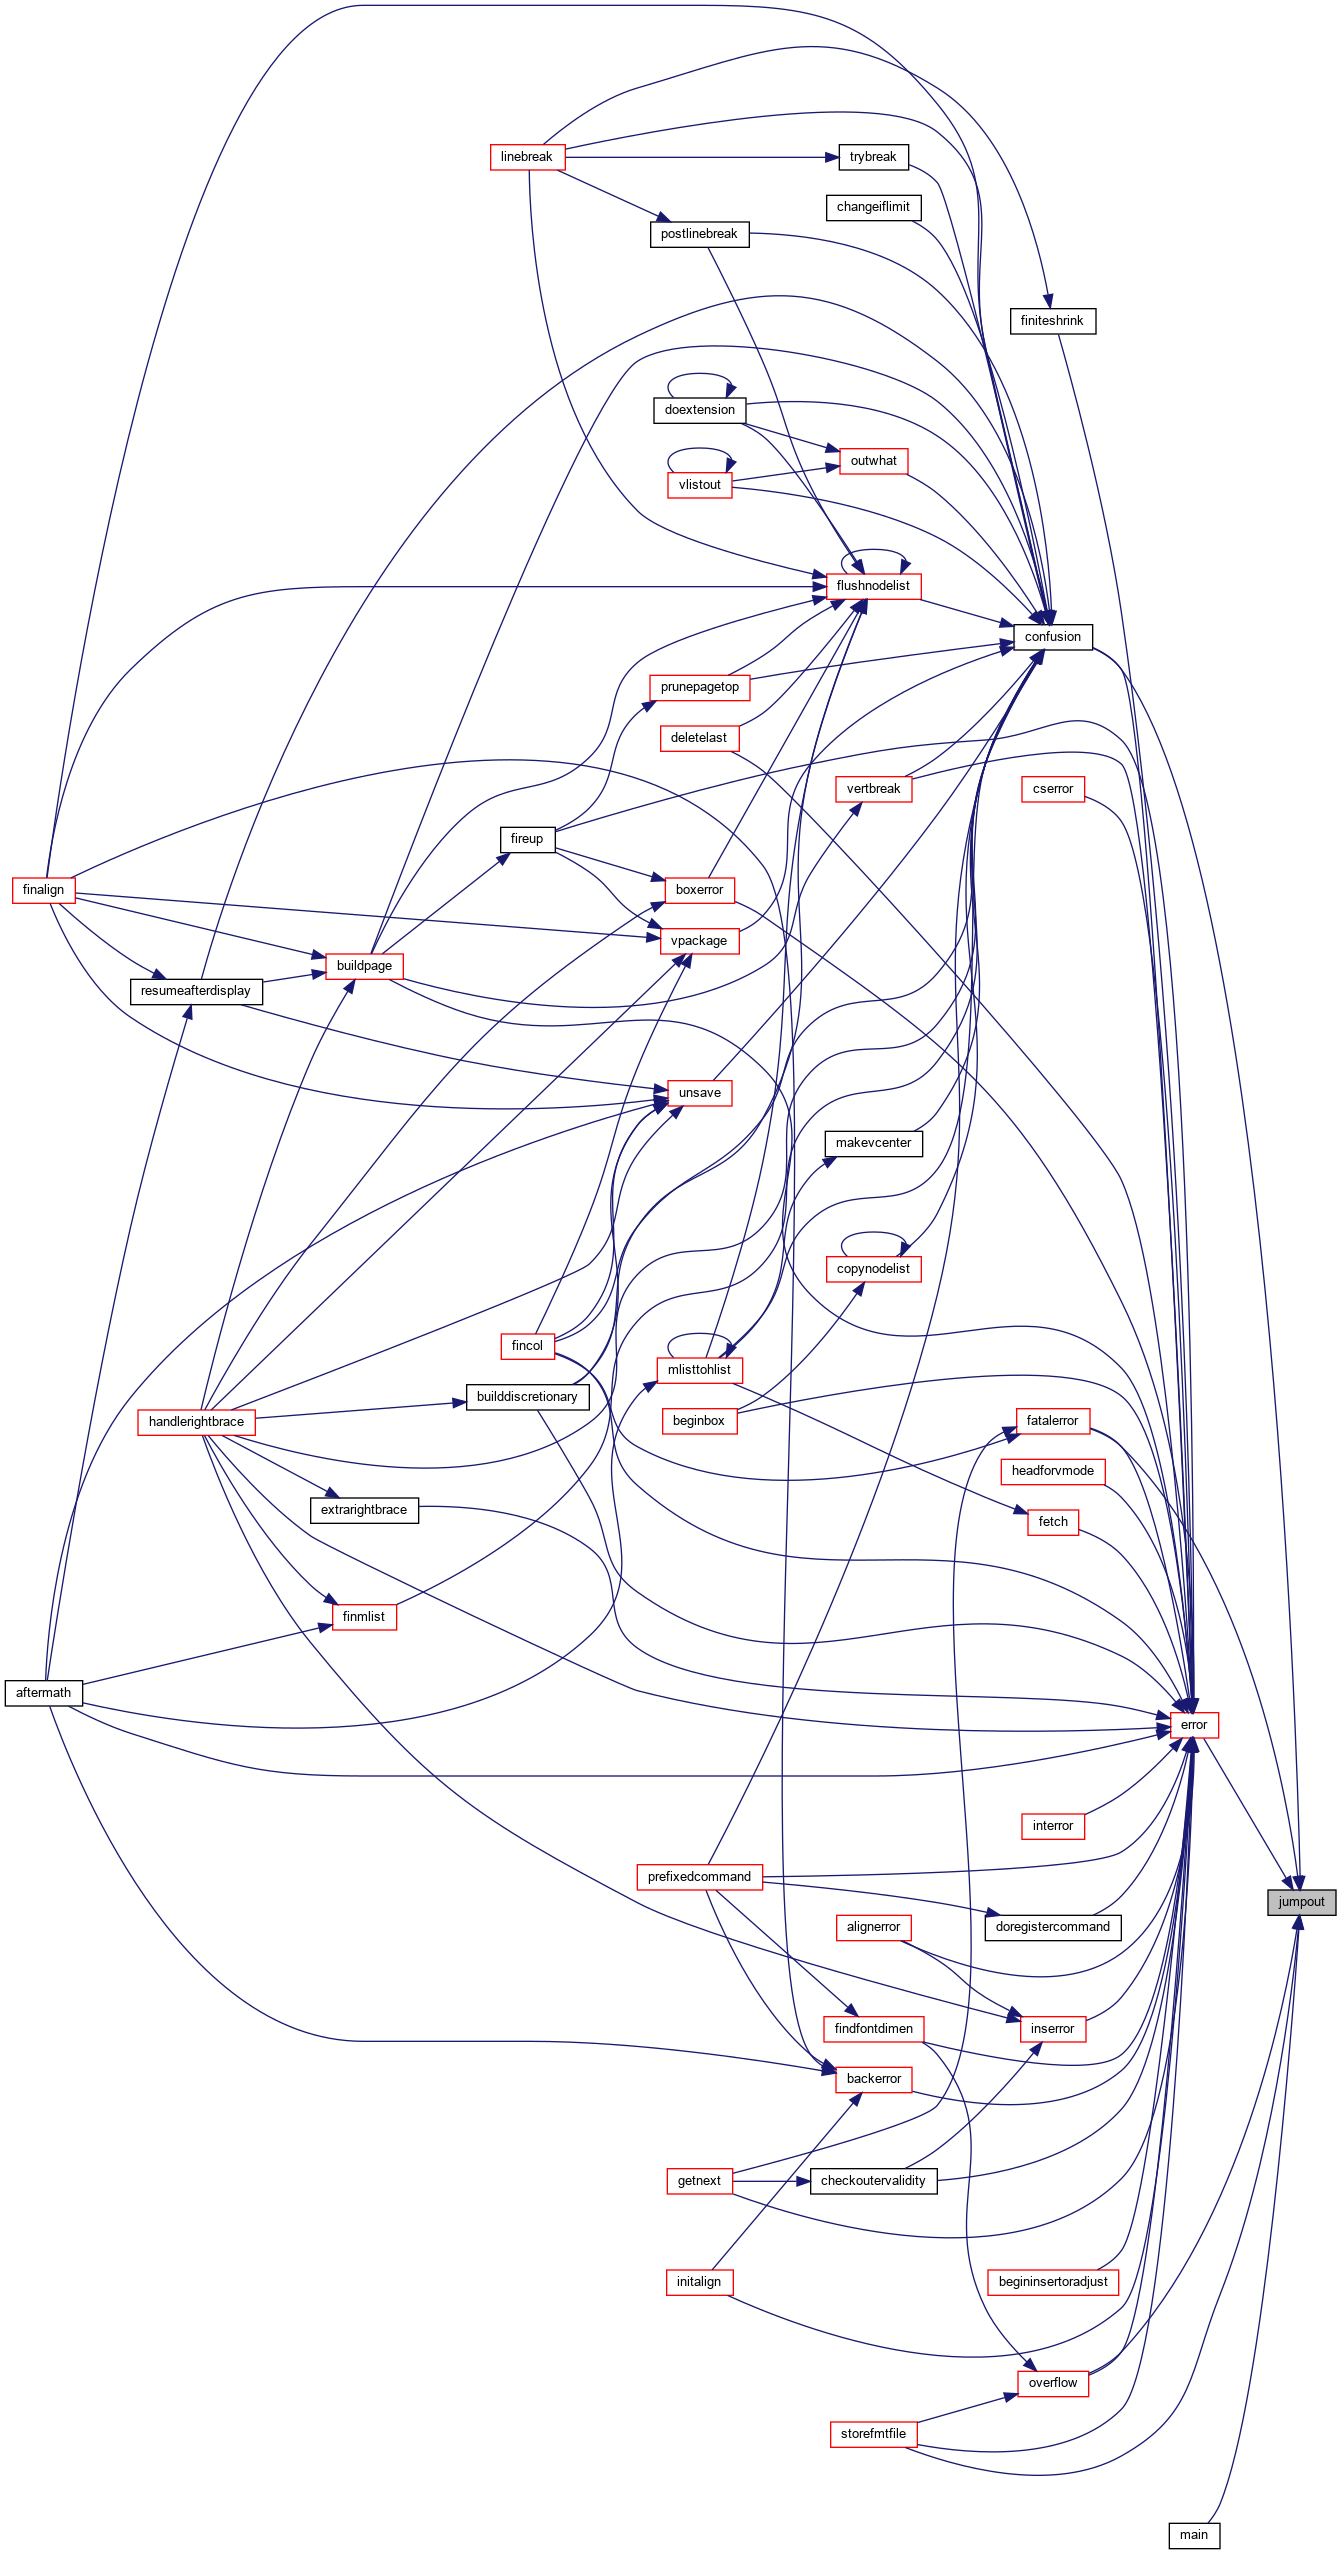 linebreak
trybreak
changeiflimit
postlinebreak
finiteshrink
doextension
outwhat
vlistout
flushnodelist
confusion
prunepagetop
deletelast
vertbreak
cserror
fireup
finalign
boxerror
vpackage
buildpage
resumeafterdisplay
unsave
makevcenter
copynodelist
fincol
mlisttohlist
builddiscretionary
handlerightbrace
beginbox
fatalerror
headforvmode
extrarightbrace
fetch
finmlist
aftermath
error
interror
prefixedcommand
jumpout
alignerror
doregistercommand
findfontdimen
inserror
backerror
getnext
checkoutervalidity
initalign
begininsertoradjust
overflow
storefmtfile
main